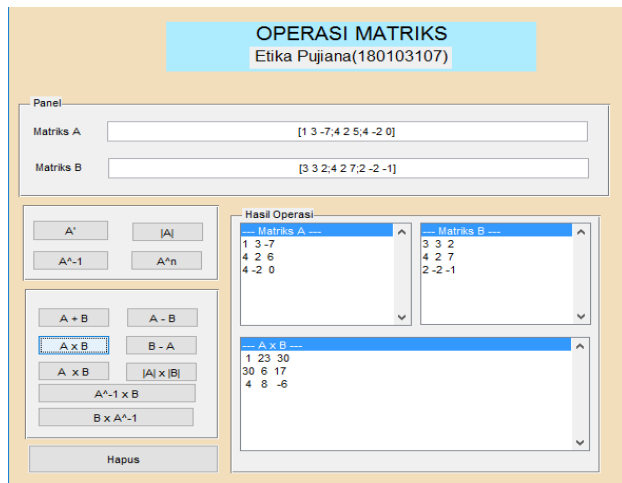 OPERASI MATRIKS
Etika Pujiana(180103107)
Panel
Matriks A [1 3 -7;4 2 5;4 -2 0]
Matriks B [3 3 2;4 2 7;2 -2 -1]
A' |A|
A^-1 A^n
A + B A - B
A x B B - A
A x B |A| x |B|
A^-1 x B
B x A^-1
Hapus
Hasil Operasi
--- Matriks A ---
1 3 -7
4 2 6
4 -2 0
--- Matriks B ---
3 3 2
4 2 7
2 -2 -1
--- A x B ---
1 23 30
30 6 17
4 8 -6